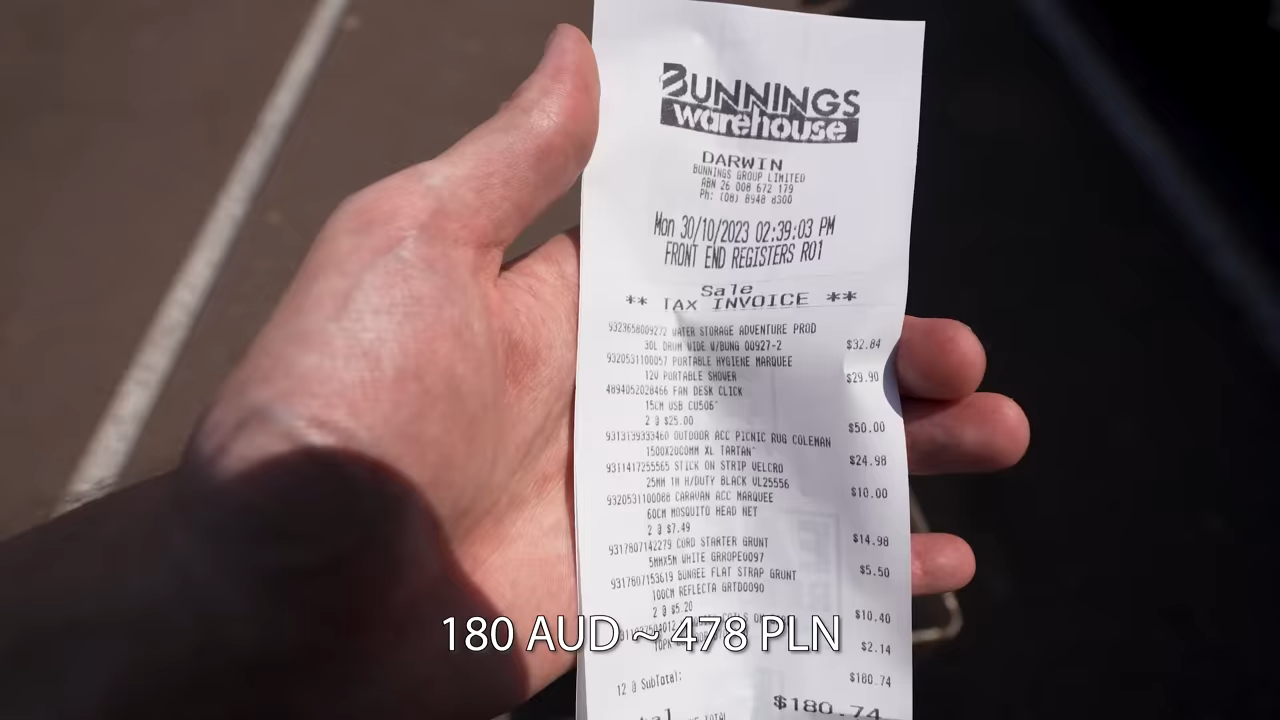 BUNNINGS
warehouse
DARWIN
BUNNINGS GROUP LIMITED
ABN 26 008 672 179
Ph: (08) 8948 8300
Mon 30/10/2023 02:39:03 PM
FRONT END REGISTERS R01
Sale
** TAX INVOICE **
9323658009272 WATER STORAGE ADVENTURE PROD
30L DRUM WIDE W/BUNG 00927-2 $32.84
9320531100057 PORTABLE HYGIENE MARQUEE
12V PORTABLE SHOWER $29.90
4894052028466 FAN DESK CLICK
15CM USB CU506^
2 @ $25.00 $50.00
9313139333460 OUTDOOR ACC PICNIC RUG COLEMAN
1500X2000MM XL TARTAN^ $24.98
9311417255565 STICK ON STRIP VELCRO
25MM 1M H/DUTY BLACK VL25556 $10.00
9320531100088 CARAVAN ACC MARQUEE
60CM MOSQUITO HEAD NET
2 @ $7.49 $14.98
9317807142279 CORD STARTER GRUNT
5MMX5M WHITE GRROPE0097 $5.50
9317807153619 BUNGEE FLAT STRAP GRUNT
100CM REFLECTA GRTD0090
2 @ $5.20 $10.40
10PK $2.14
12 @ SubTotal: $180.74
$180.74
180 AUD ~ 478 PLN